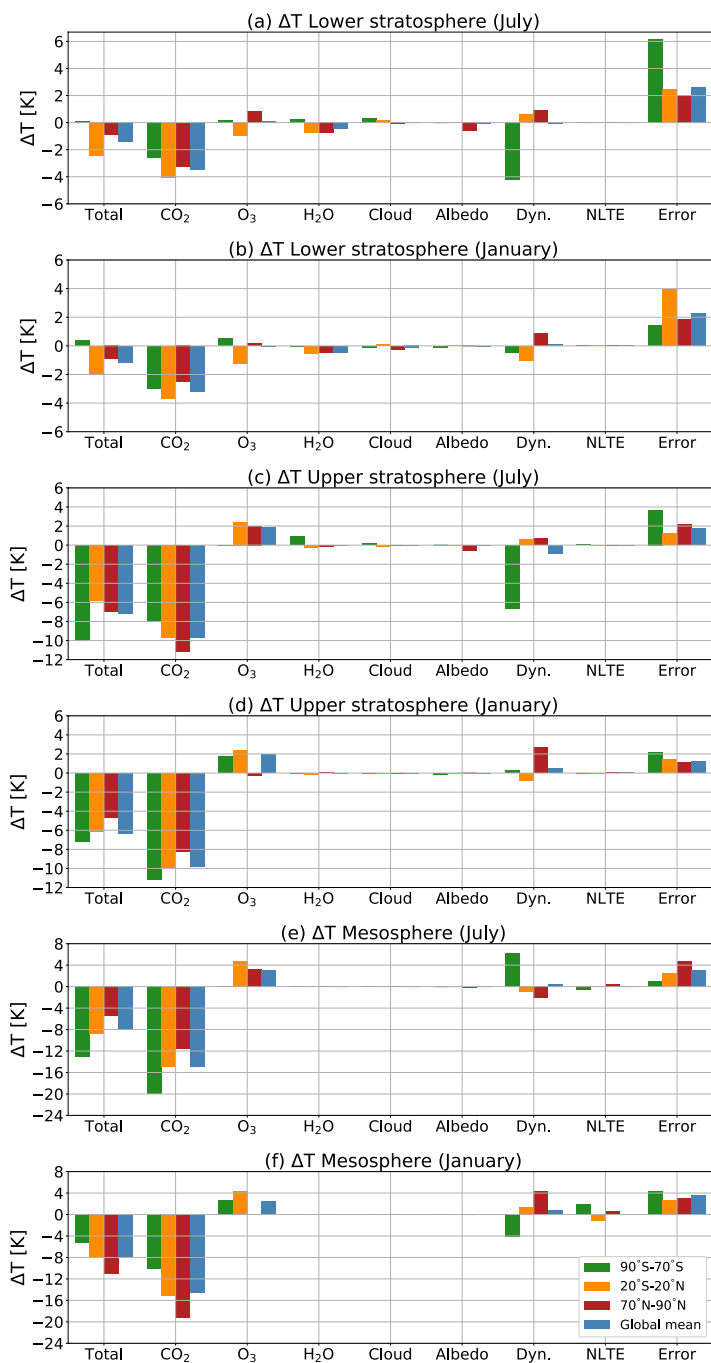 (a) ΔT Lower stratosphere (July)
ΔT [K]
6
4
2
0
−2
−4
−6
Total CO₂ O₃ H₂O Cloud Albedo Dyn. NLTE Error
(b) ΔT Lower stratosphere (January)
ΔT [K]
6
4
2
0
−2
−4
−6
Total CO₂ O₃ H₂O Cloud Albedo Dyn. NLTE Error
(c) ΔT Upper stratosphere (July)
ΔT [K]
6
4
2
0
−2
−4
−6
−8
−10
−12
Total CO₂ O₃ H₂O Cloud Albedo Dyn. NLTE Error
(d) ΔT Upper stratosphere (January)
ΔT [K]
6
4
2
0
−2
−4
−6
−8
−10
−12
Total CO₂ O₃ H₂O Cloud Albedo Dyn. NLTE Error
(e) ΔT Mesosphere (July)
ΔT [K]
8
4
0
−4
−8
−12
−16
−20
−24
Total CO₂ O₃ H₂O Cloud Albedo Dyn. NLTE Error
(f) ΔT Mesosphere (January)
ΔT [K]
8
4
0
−4
−8
−12
−16
−20
−24
90°S-70°S
20°S-20°N
70°N-90°N
Global mean
Total CO₂ O₃ H₂O Cloud Albedo Dyn. NLTE Error